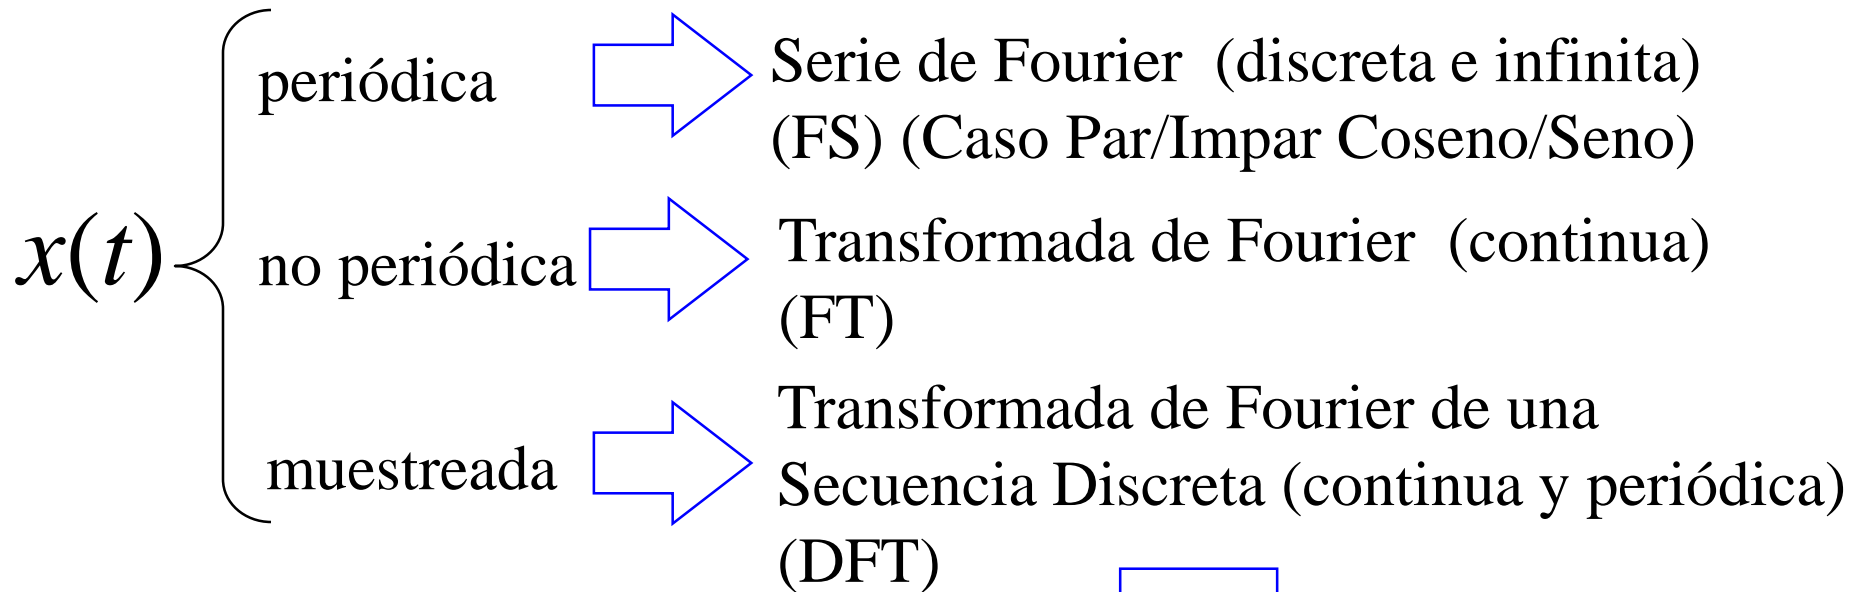 x(t)
periódica
Serie de Fourier (discreta e infinita)
(FS) (Caso Par/Impar Coseno/Seno)
no periódica
Transformada de Fourier (continua)
(FT)
muestreada
Transformada de Fourier de una
Secuencia Discreta (continua y periódica)
(DFT)